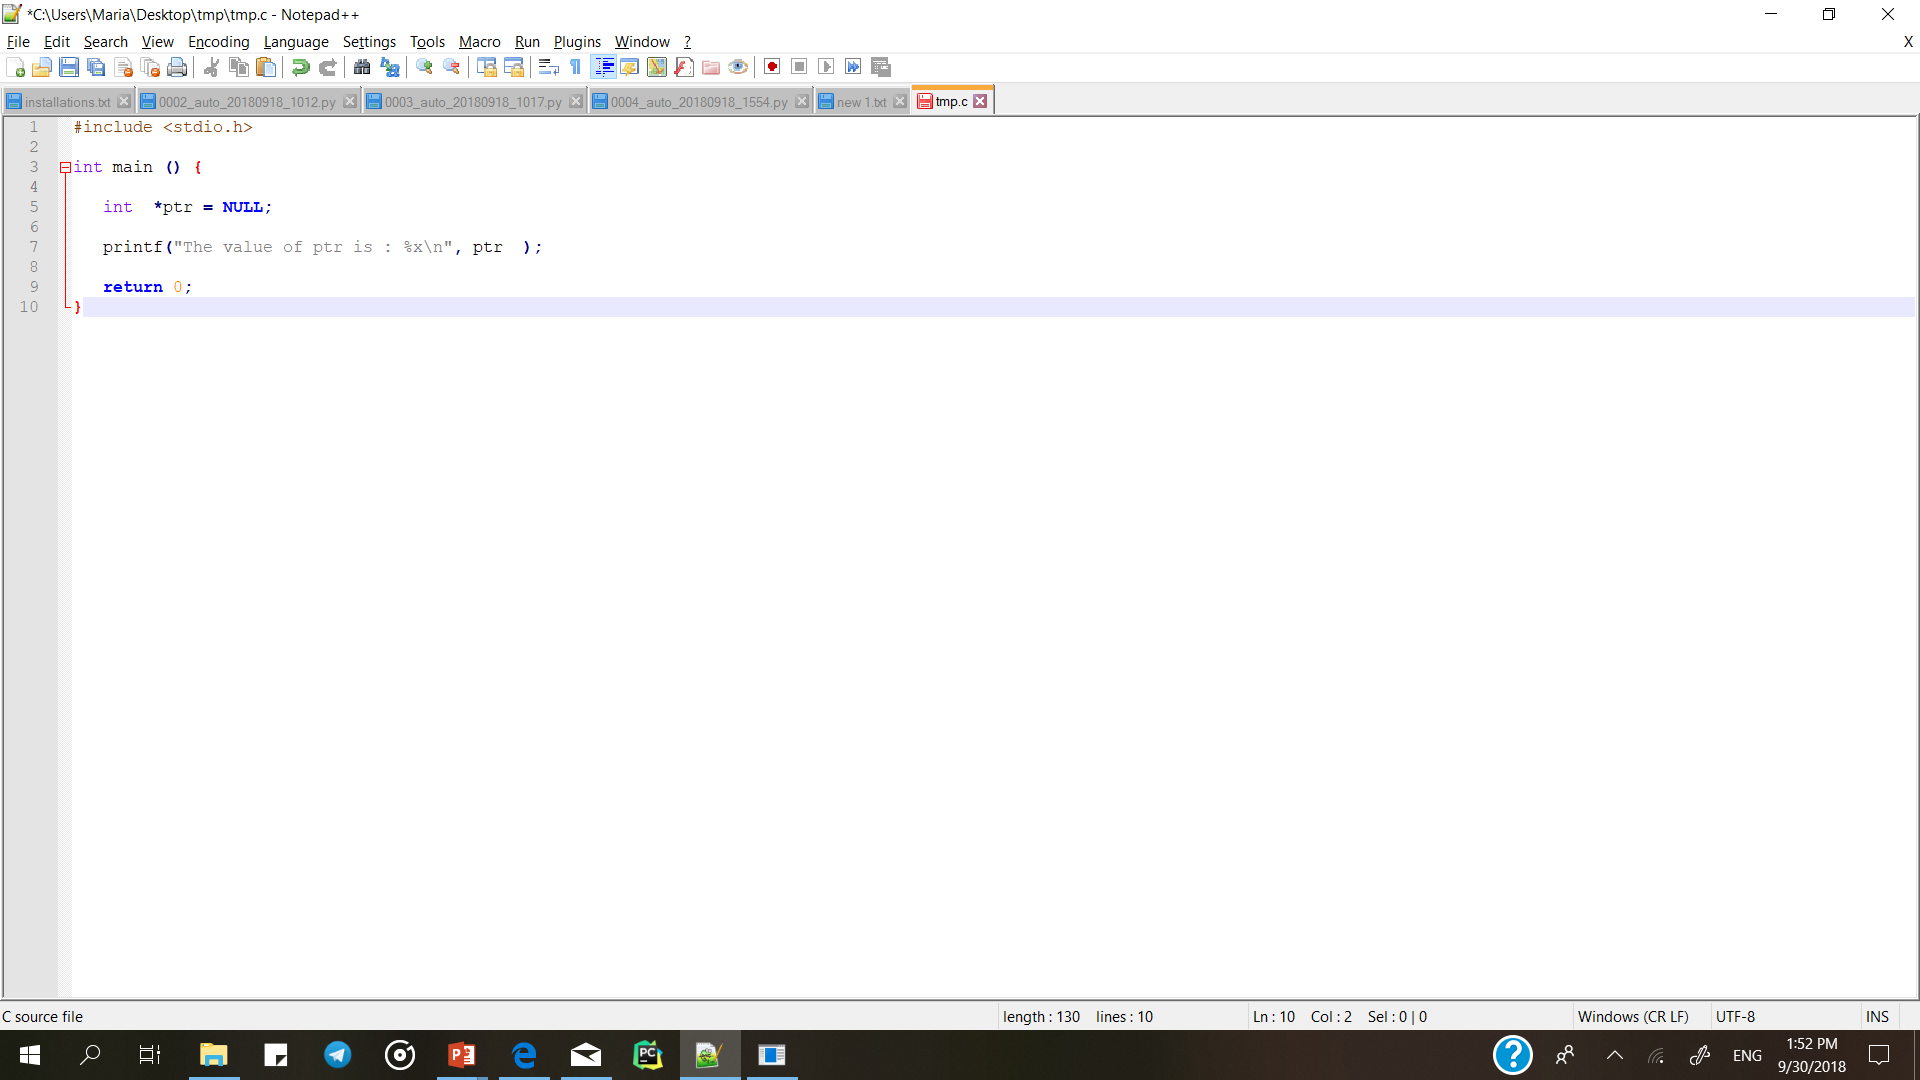 *C:\Users\Maria\Desktop\tmp\tmp.c - Notepad++
File Edit Search View Encoding Language Settings Tools Macro Run Plugins Window ? X
installations.txt 0002_auto_20180918_1012.py 0003_auto_20180918_1017.py 0004_auto_20180918_1554.py new 1.txt tmp.c
1 #include <stdio.h>
2
3 int main () {
4
5 int  *ptr = NULL;
6
7 printf("The value of ptr is : %x\n", ptr  );
8
9 return 0;
10 }
C source file length : 130 lines : 10 Ln : 10 Col : 2 Sel : 0 | 0 Windows (CR LF) UTF-8 INS
ENG 1:52 PM
9/30/2018